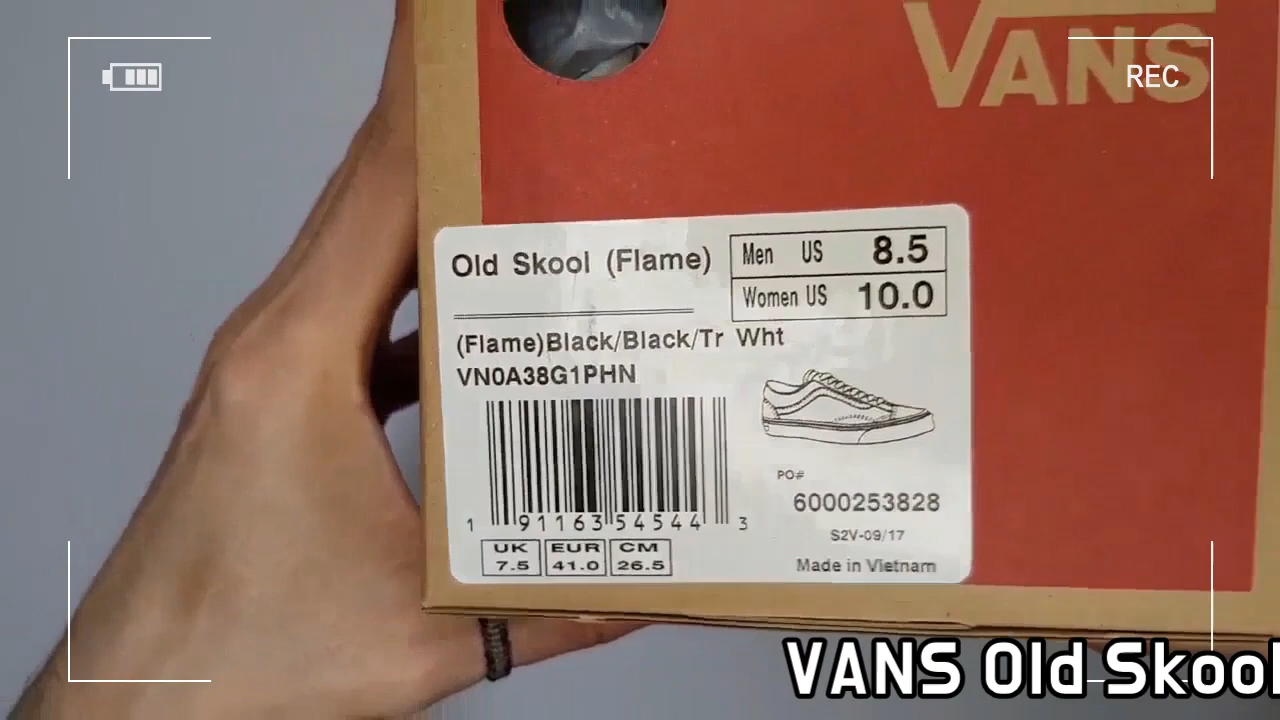 VANS
REC
Old Skool (Flame)
Men US 8.5
Women US 10.0
(Flame)Black/Black/Tr Wht
VN0A38G1PHN
1 91163 54544 3
PO#
6000253828
S2V-09/17
Made in Vietnam
UK EUR CM
7.5 41.0 26.5
VANS Old Skool